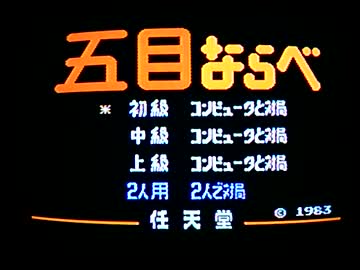 五目ならべ
* 初級 コンピュータと対局
中級 コンピュータと対局
上級 コンピュータと対局
2人用 2人で対局
任天堂 © 1983